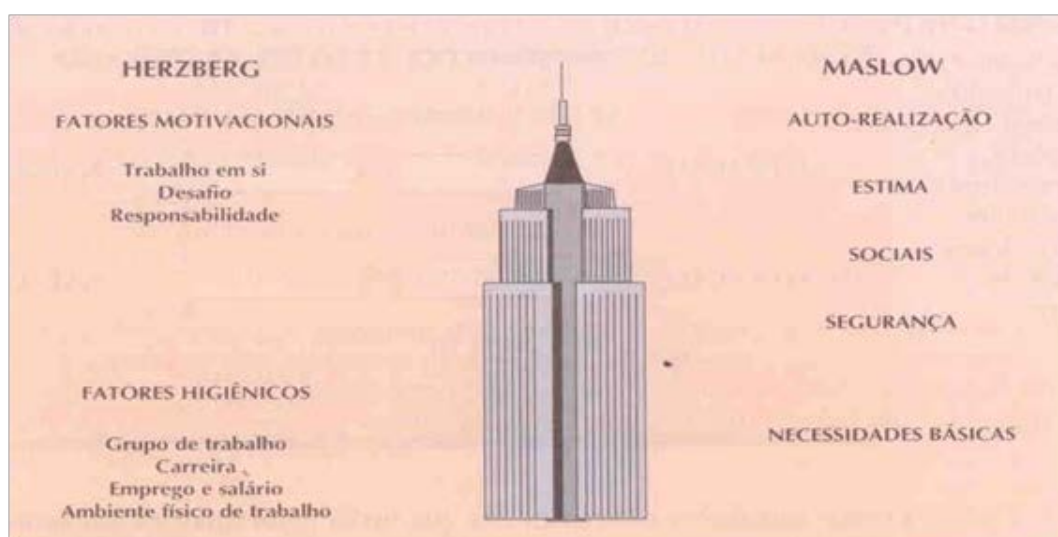 HERZBERG
FATORES MOTIVACIONAIS
Trabalho em si
Desafio
Responsabilidade
FATORES HIGIÊNICOS
Grupo de trabalho
Carreira
Emprego e salário
Ambiente físico de trabalho
MASLOW
AUTO-REALIZAÇÃO
ESTIMA
SOCIAIS
SEGURANÇA
NECESSIDADES BÁSICAS